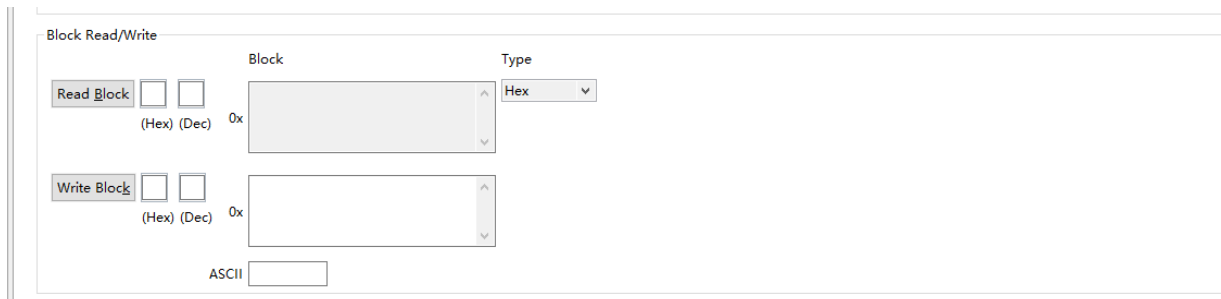 Block Read/Write
Block Type
Read Block Hex
0x
(Hex) (Dec)
Write Block
0x
(Hex) (Dec)
ASCII